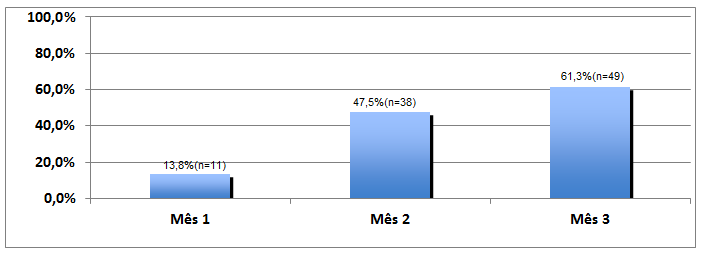 100,0%
80,0%
60,0%
40,0%
20,0%
0,0%
13,8%(n=11)
47,5%(n=38)
61,3%(n=49)
Mês 1
Mês 2
Mês 3